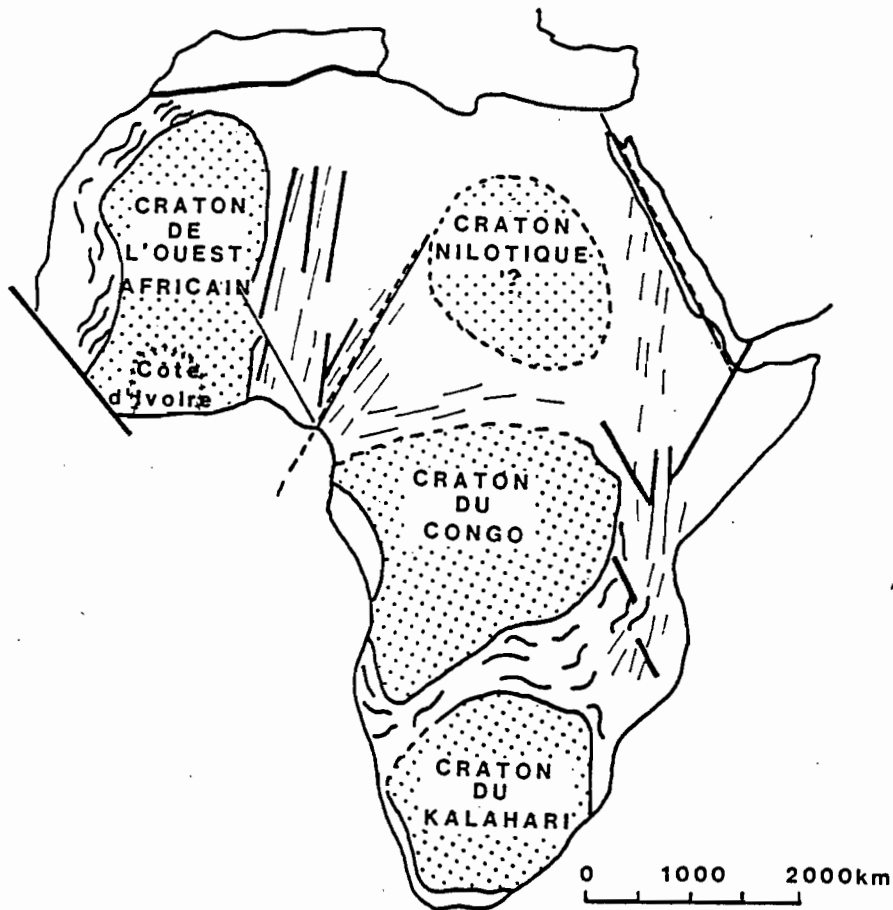 CRATON
DE
L'OUEST
AFRICAIN
Côte
d'Ivoire
CRATON
NILOTIQUE
?
CRATON
DU
CONGO
CRATON
DU
KALAHARI
0 1000 2000km